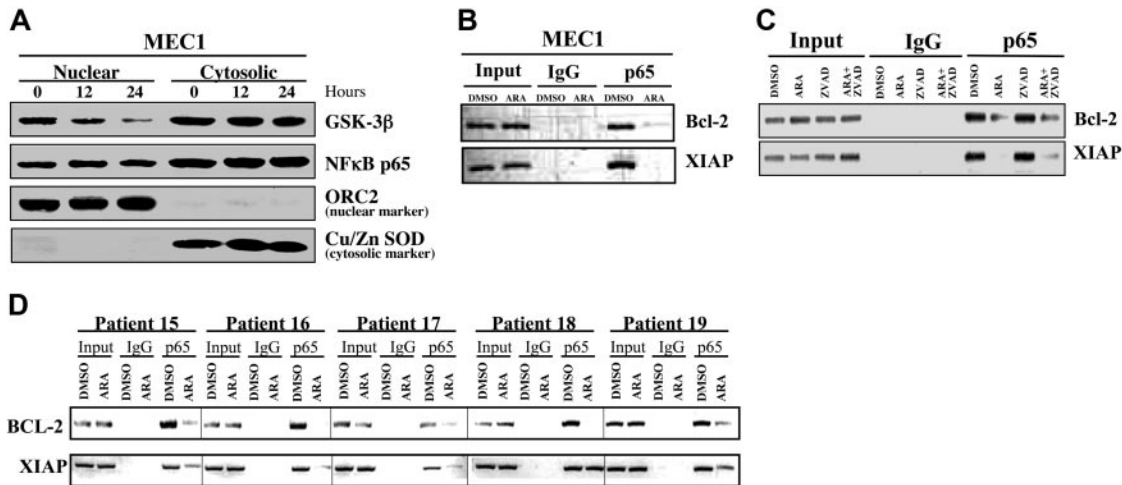 A
MEC1
Nuclear Cytosolic
0 12 24 0 12 24 Hours
GSK-3β
NFκB p65
ORC2
(nuclear marker)
Cu/Zn SOD
(cytosolic marker)
B
MEC1
Input IgG p65
DMSO ARA DMSO ARA DMSO ARA
Bcl-2
XIAP
C
Input IgG p65
DMSO ARA ZVAD ARA+ ZVAD DMSO ARA ZVAD ARA+ ZVAD DMSO ARA ZVAD ARA+ ZVAD
Bcl-2
XIAP
D
Patient 15 Patient 16 Patient 17 Patient 18 Patient 19
Input IgG p65 Input IgG p65 Input IgG p65 Input IgG p65 Input IgG p65
DMSO ARA DMSO ARA DMSO ARA DMSO ARA DMSO ARA DMSO ARA DMSO ARA DMSO ARA DMSO ARA DMSO ARA DMSO ARA DMSO ARA DMSO ARA DMSO ARA DMSO ARA
BCL-2
XIAP